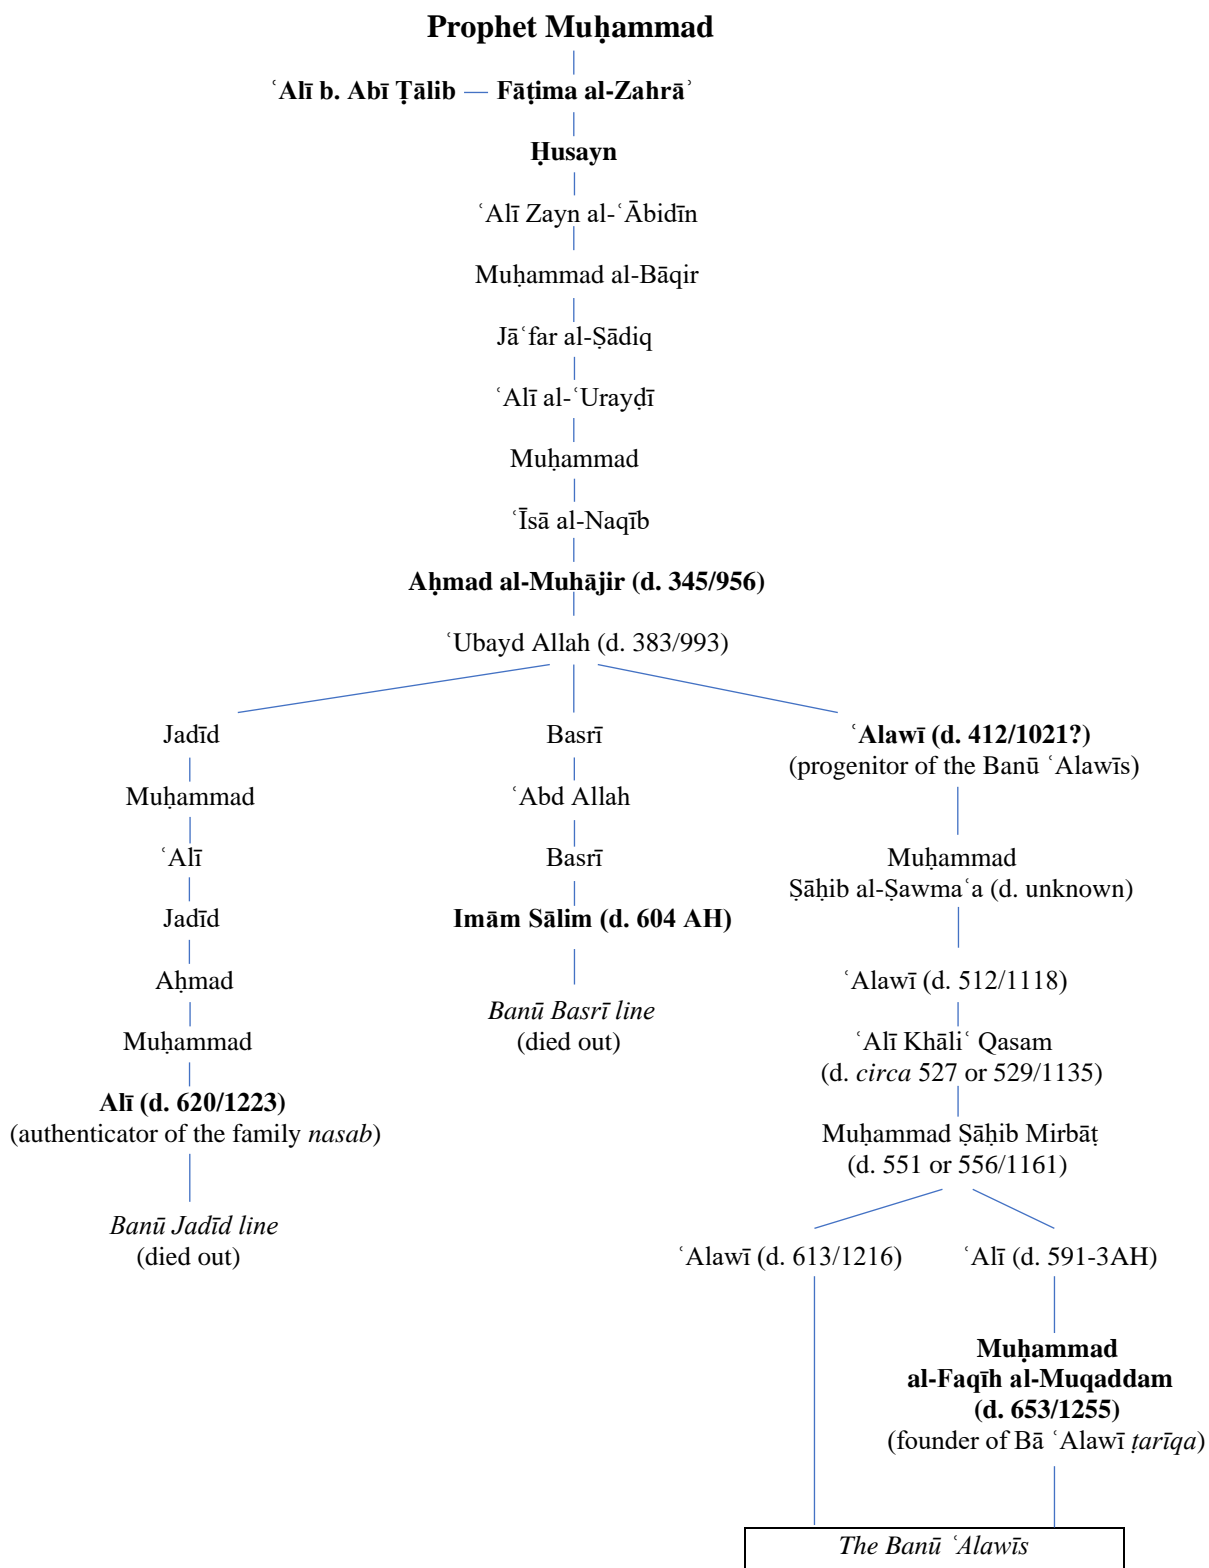 Prophet Muḥammad
ʿAlī b. Abī Ṭālib — Fāṭima al-Zahrāʾ
Ḥusayn
ʿAlī Zayn al-ʿĀbidīn
Muḥammad al-Bāqir
Jāʿfar al-Ṣādiq
ʿAlī al-ʿUrayḍī
Muḥammad
ʿĪsā al-Naqīb
Aḥmad al-Muhājir (d. 345/956)
ʿUbayd Allah (d. 383/993)
Jadīd
Muḥammad
ʿAlī
Jadīd
Aḥmad
Muḥammad
Alī (d. 620/1223)
(authenticator of the family nasab)
Banū Jadīd line
(died out)
Basrī
ʿAbd Allah
Basrī
Imām Sālim (d. 604 AH)
Banū Basrī line
(died out)
ʿAlawī (d. 412/1021?)
(progenitor of the Banū ʿAlawīs)
Muḥammad
Ṣāḥib al-Ṣawmaʿa (d. unknown)
ʿAlawī (d. 512/1118)
ʿAlī Khāliʿ Qasam
(d. circa 527 or 529/1135)
Muḥammad Ṣāḥib Mirbāṭ
(d. 551 or 556/1161)
ʿAlawī (d. 613/1216)
ʿAlī (d. 591-3AH)
Muḥammad
al-Faqīh al-Muqaddam
(d. 653/1255)
(founder of Bā ʿAlawī ṭarīqa)
The Banū ʿAlawīs